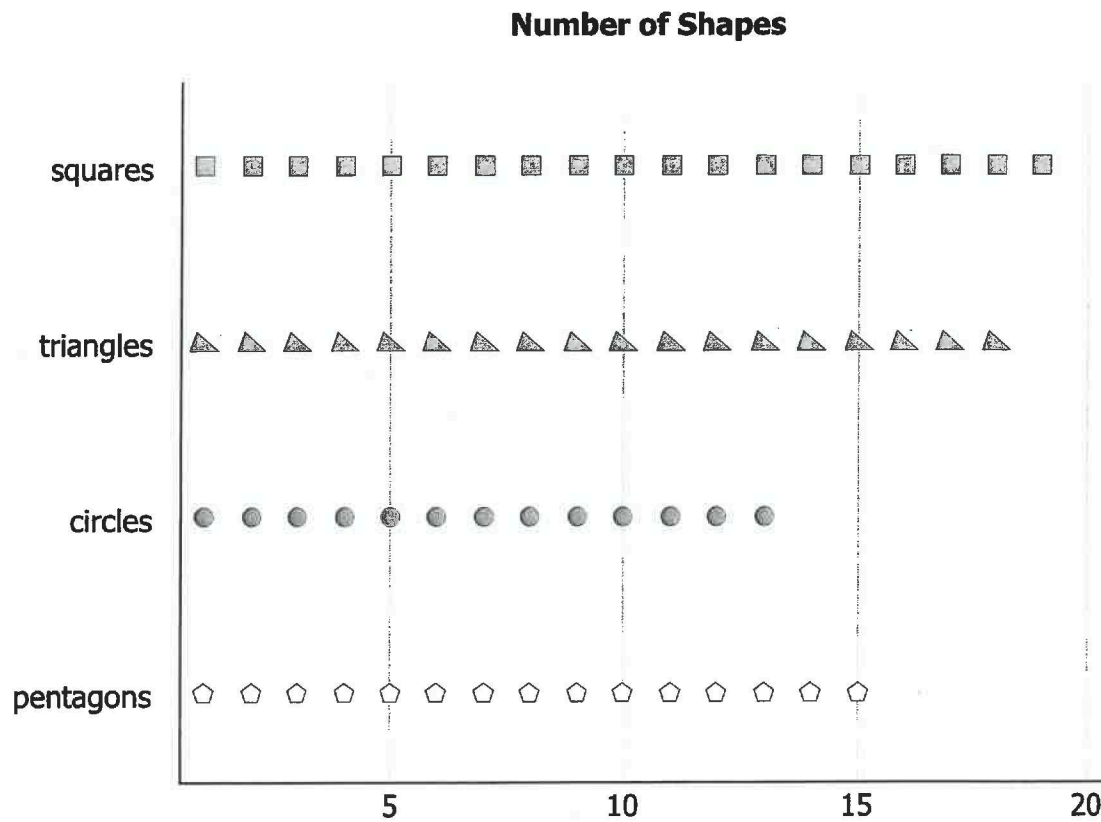 Number of Shapes
squares
triangles
circles
pentagons
5 10 15 20